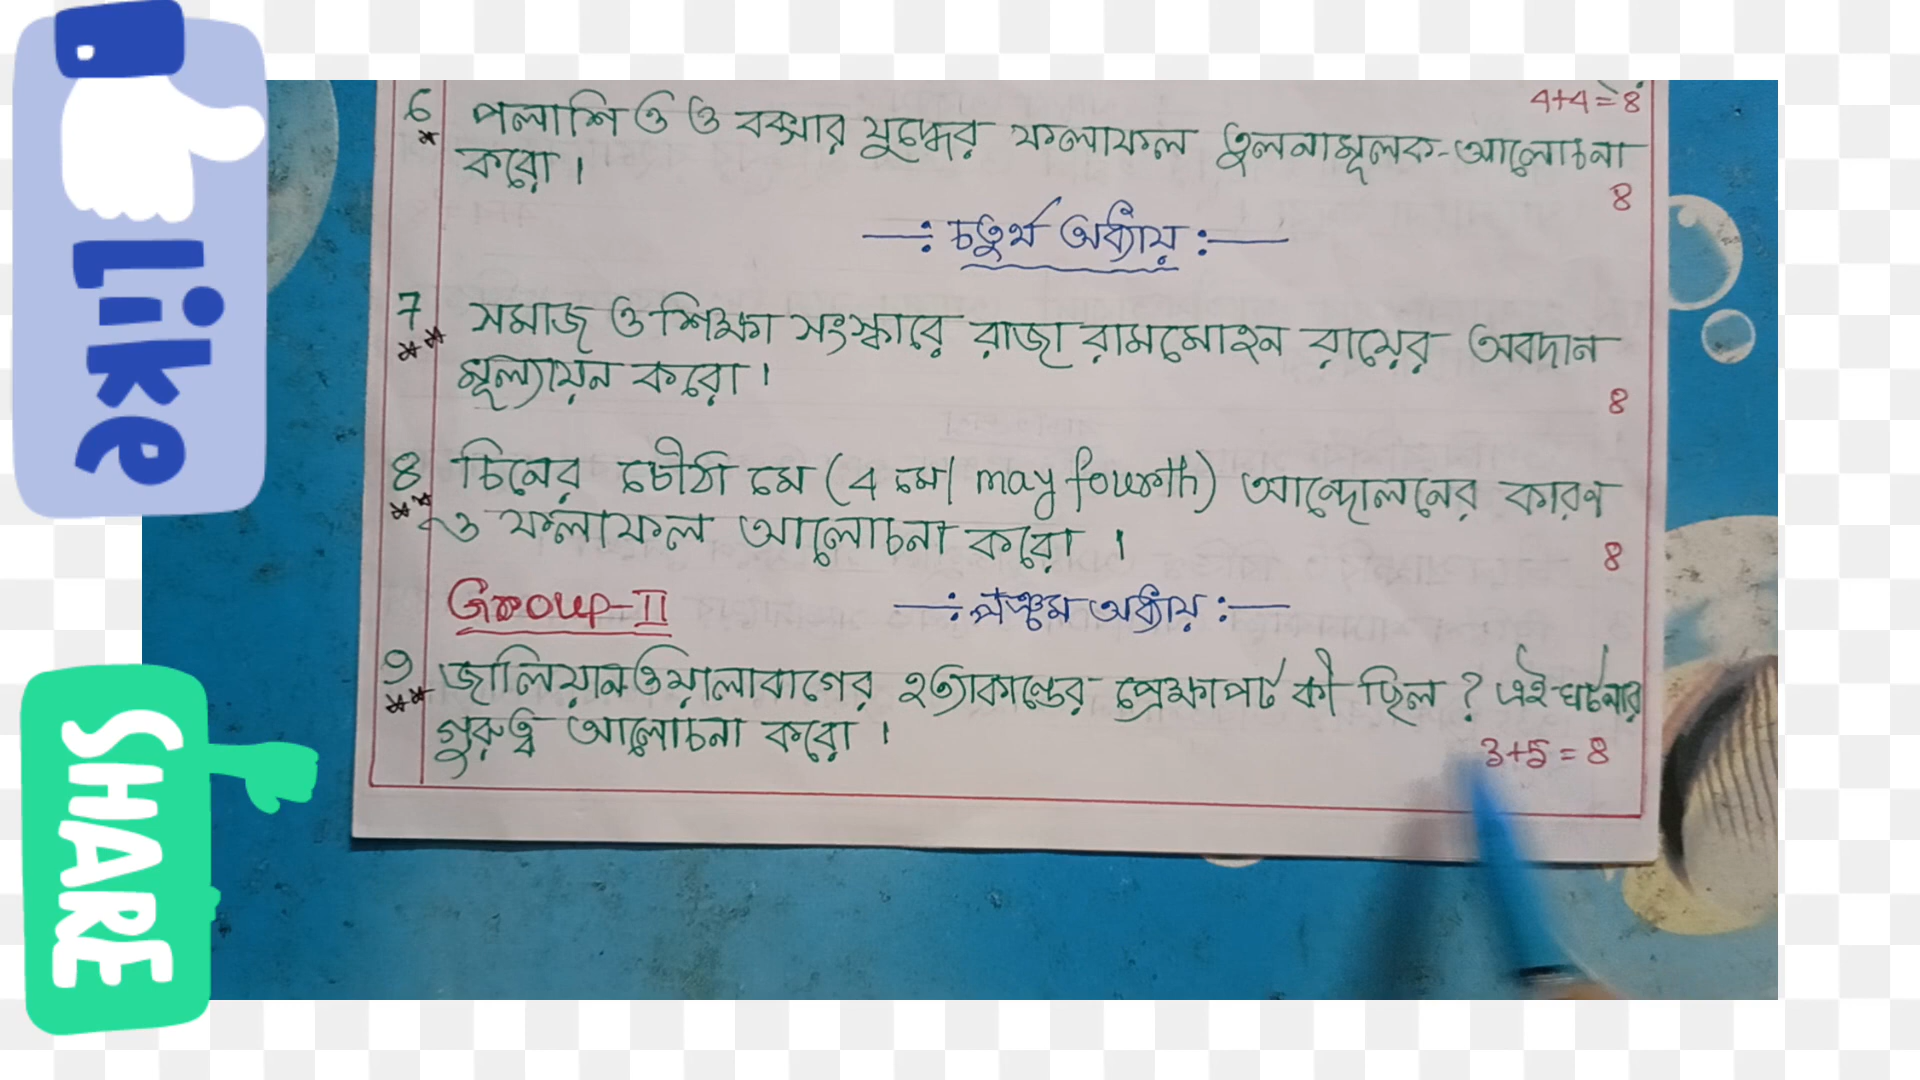 4+4=8
6 পলাশি ও ও বক্সার যুদ্ধের ফলাফল তুলনামূলক-আলোচনা
* করো।
8
—: চতুর্থ অধ্যায় :—
7. সমাজ ও শিক্ষা সংস্কারে রাজা রামমোহন রায়ের অবদান
** মূল্যায়ন করো।
8
8. চিনের চৌঠা মে (4 মে/ may fourth) আন্দোলনের কারণ
** ও ফলাফল আলোচনা করো।
8
Group-II
—: পঞ্চম অধ্যায় :—
9. জালিয়ানওয়ালাবাগের হত্যাকাণ্ডের প্রেক্ষাপট কী ছিল? এই ঘটনার
** গুরুত্ব আলোচনা করো।
3+5=8
like
SHARE